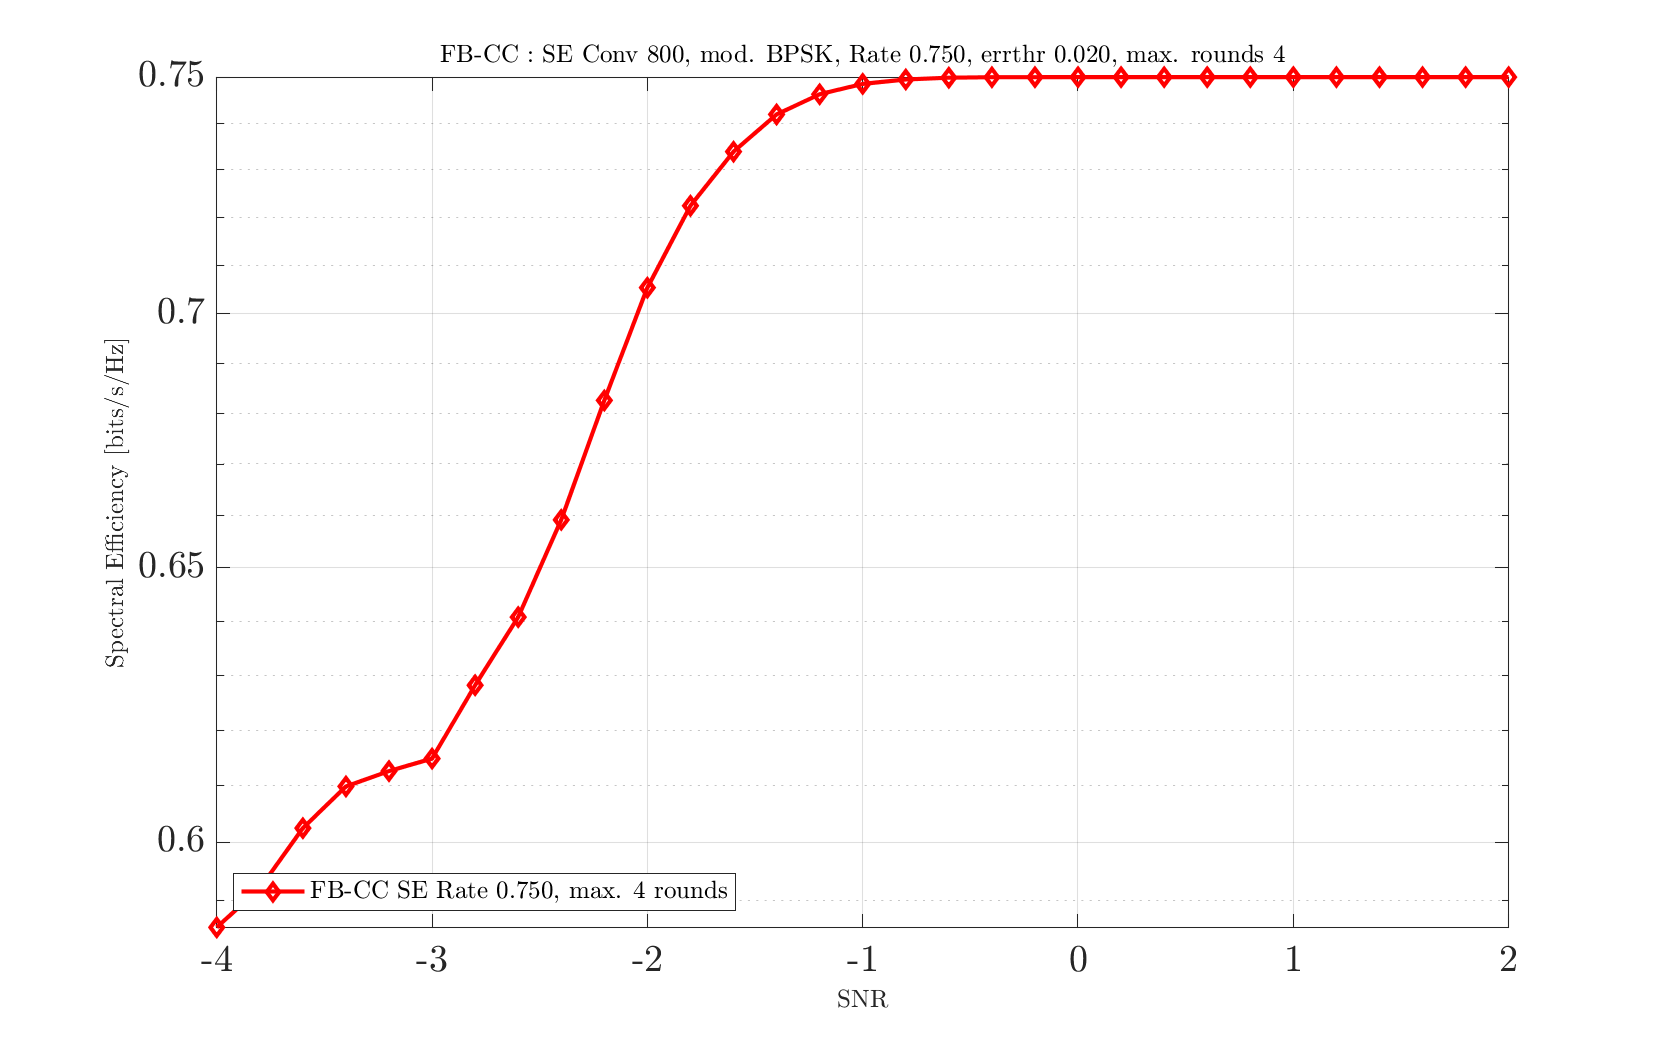 FB-CC : SE Conv 800, mod. BPSK, Rate 0.750, errthr 0.020, max. rounds 4
0.75
0.7
0.65
0.6
Spectral Efficiency [bits/s/Hz]
FB-CC SE Rate 0.750, max. 4 rounds
-4 -3 -2 -1 0 1 2
SNR